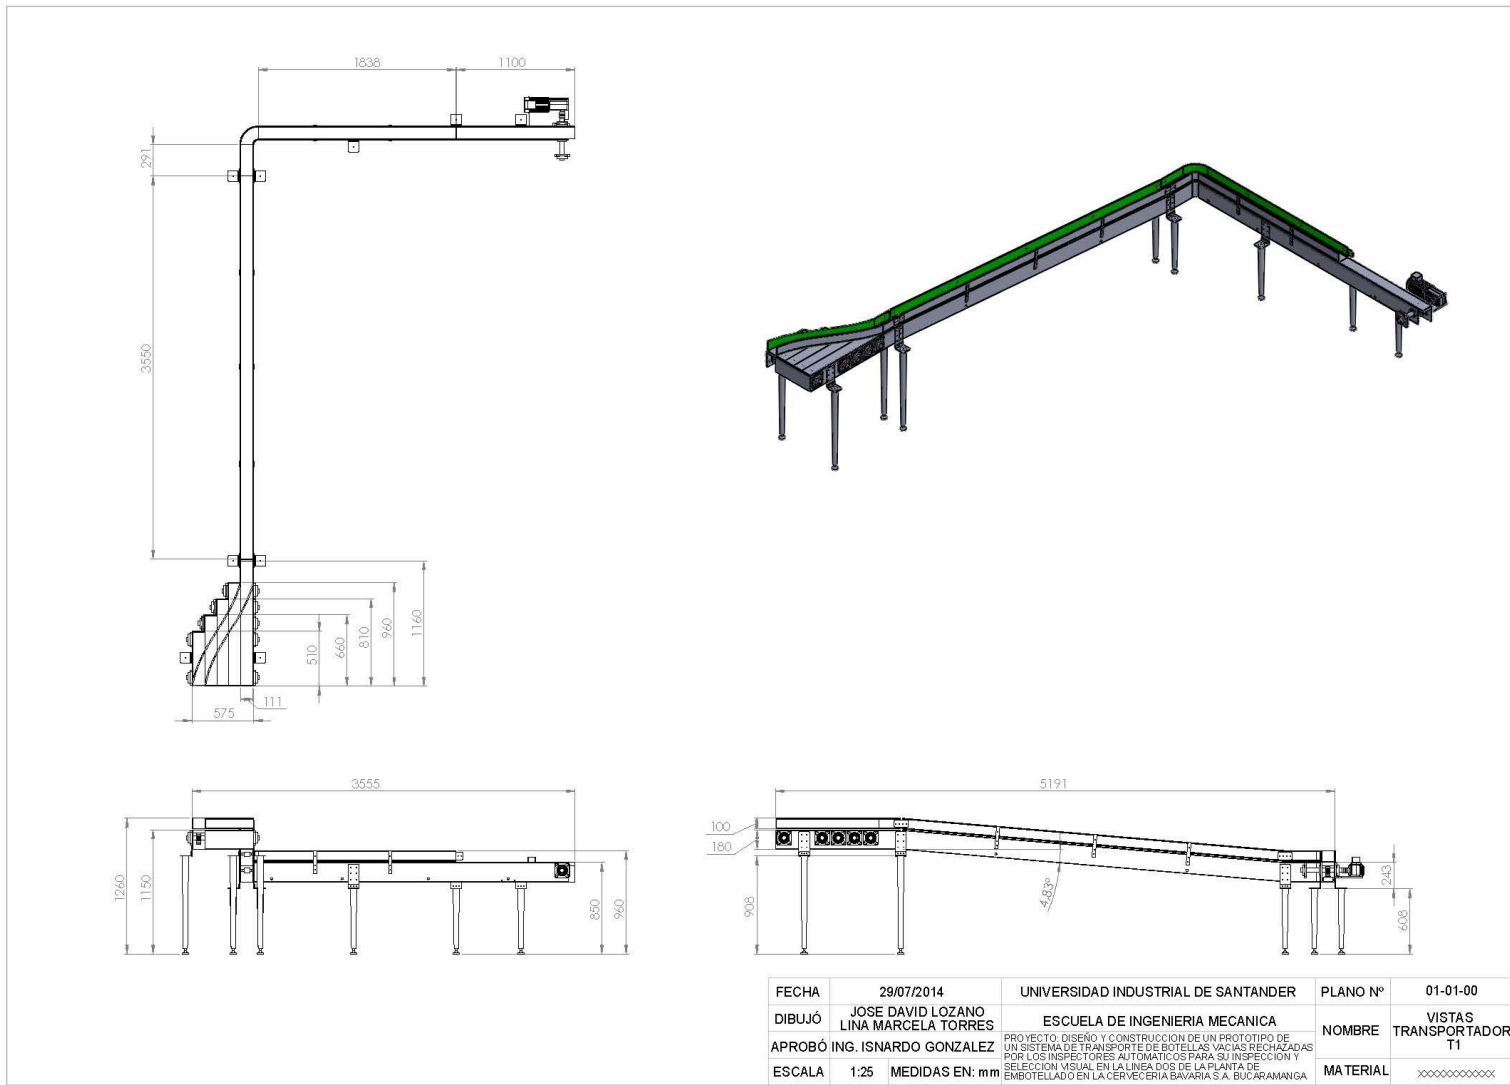 1838
1100
291
3550
510
660
810
960
1160
111
575
3555
1260
1150
850
960
5191
100
180
908
4.83°
243
608
FECHA
29/07/2014
UNIVERSIDAD INDUSTRIAL DE SANTANDER
PLANO Nº
01-01-00
DIBUJÓ
JOSE DAVID LOZANO
LINA MARCELA TORRES
ESCUELA DE INGENIERIA MECANICA
NOMBRE
VISTAS
TRANSPORTADOR
T1
APROBÓ
ING. ISNARDO GONZALEZ
PROYECTO: DISEÑO Y CONSTRUCCION DE UN PROTOTIPO DE
UN SISTEMA DE TRANSPORTE DE BOTELLAS VACIAS RECHAZADAS
POR LOS INSPECTORES AUTOMATICOS PARA SU INSPECCION Y
SELECCION VISUAL EN LA LINEA DOS DE LA PLANTA DE
EMBOTELLADO EN LA CERVECERIA BAVARIA S.A. BUCARAMANGA
ESCALA
1:25
MEDIDAS EN: mm
MATERIAL
XXXXXXXXXXXX